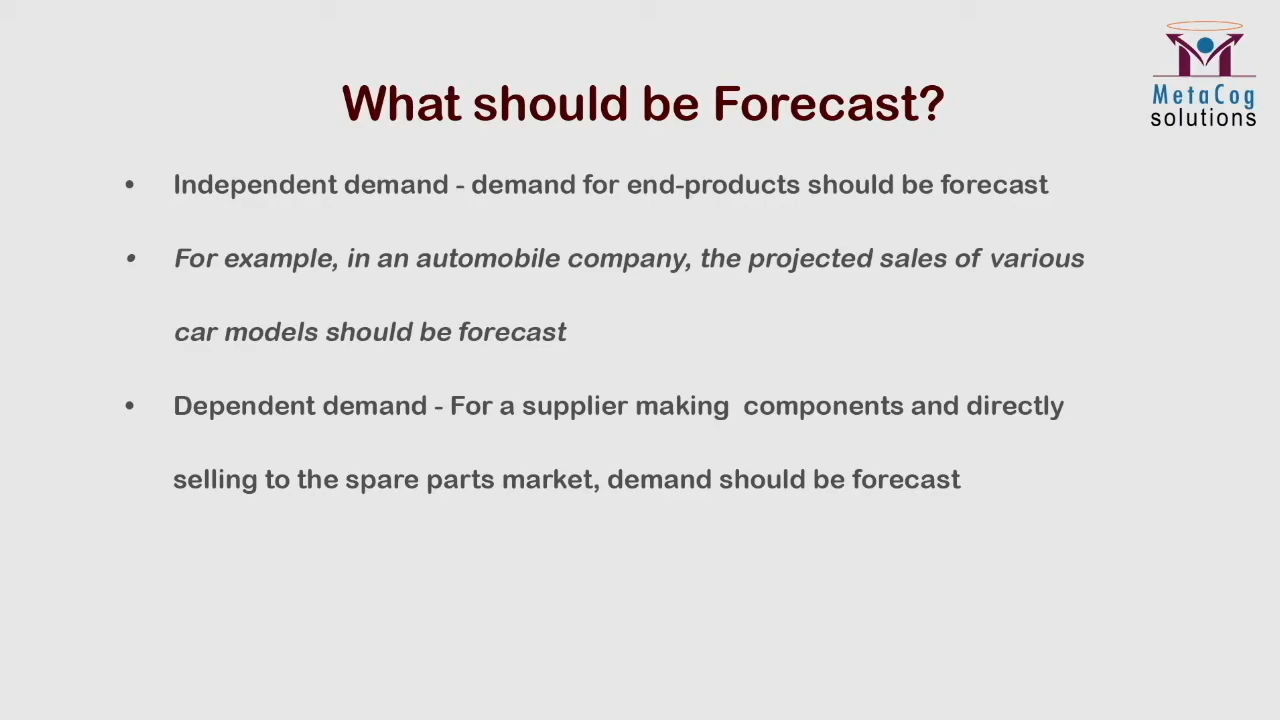 MetaCog
solutions
What should be Forecast?
• Independent demand - demand for end-products should be forecast
• For example, in an automobile company, the projected sales of various
car models should be forecast
• Dependent demand - For a supplier making components and directly
selling to the spare parts market, demand should be forecast